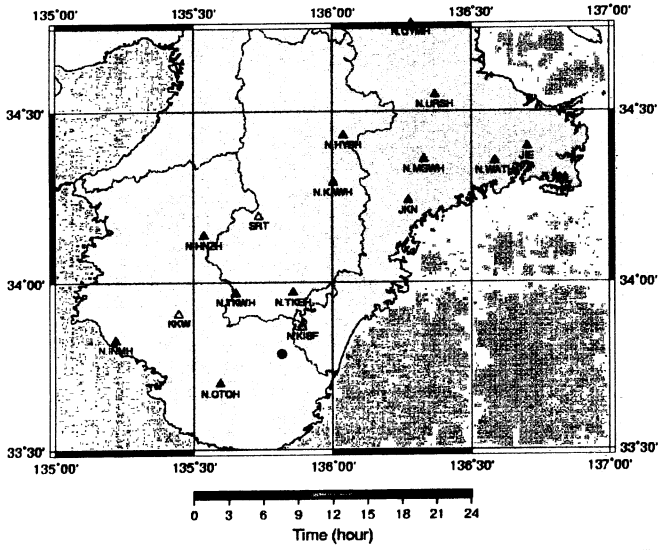 135°00' 135°30' 136°00' 136°30' 137°00'
N.URSH
34°30' 34°30'
N.HYSH
N.MGWH N.WATH JIE
N.KAWH
JKN
SRT
N.HNZH
34°00' 34°00'
N.TKWH N.TKEH
KKW N.KISF
N.INMH
N.OTOH
33°30' 33°30'
135°00' 135°30' 136°00' 136°30' 137°00'
0 3 6 9 12 15 18 21 24
Time (hour)